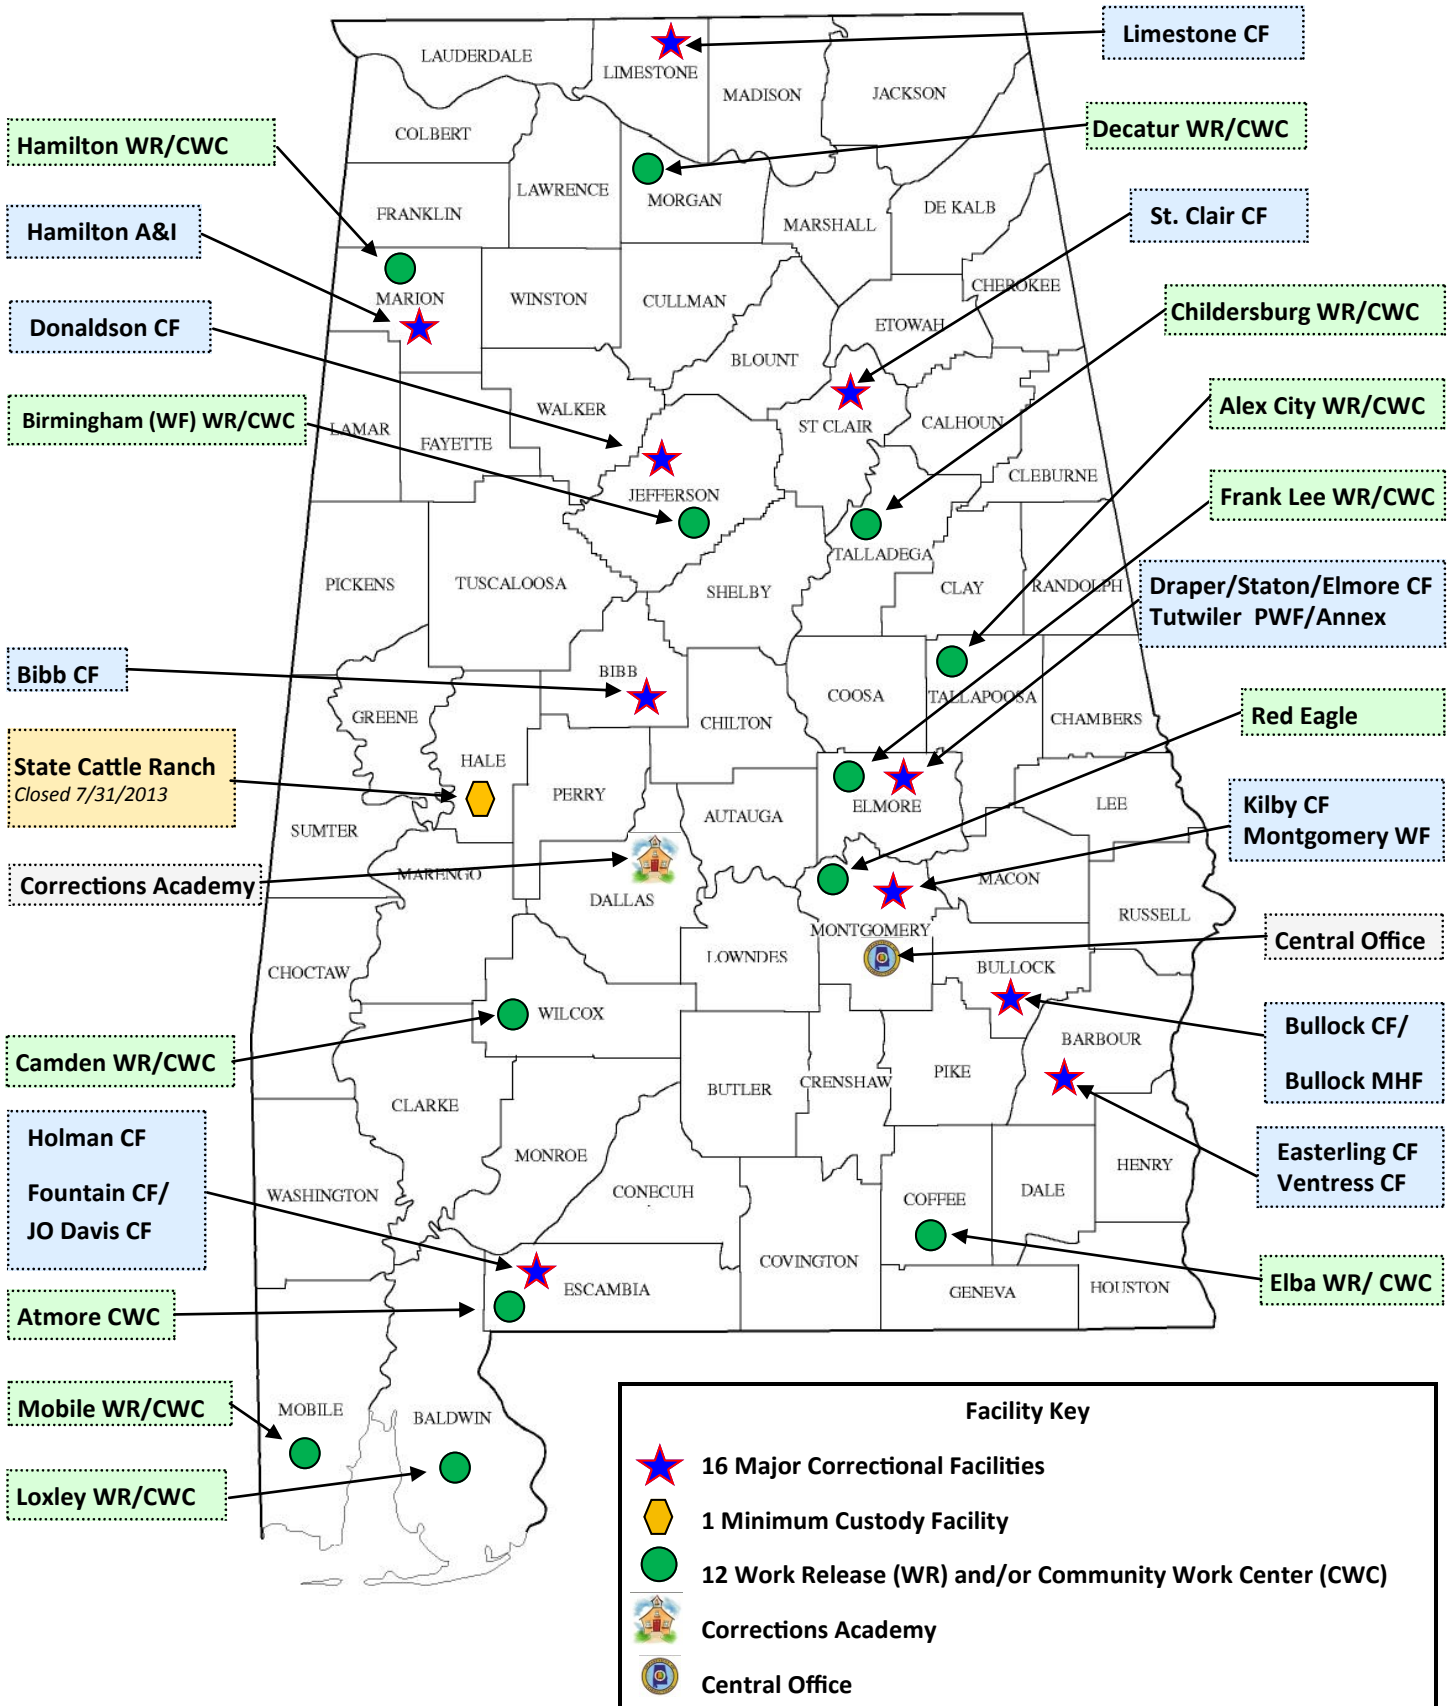 Limestone CF
Decatur WR/CWC
Hamilton WR/CWC
Hamilton A&I
St. Clair CF
Donaldson CF
Childersburg WR/CWC
Birmingham (WF) WR/CWC
Alex City WR/CWC
Frank Lee WR/CWC
Draper/Staton/Elmore CF
Tutwiler PWF/Annex
Bibb CF
Red Eagle
State Cattle Ranch
Closed 7/31/2013
Kilby CF
Montgomery WF
Corrections Academy
Central Office
Camden WR/CWC
Bullock CF/
Bullock MHF
Holman CF
Fountain CF/
JO Davis CF
Easterling CF
Ventress CF
Atmore CWC
Elba WR/ CWC
Mobile WR/CWC
Loxley WR/CWC
LAUDERDALE
LIMESTONE
MADISON
JACKSON
COLBERT
LAWRENCE
MORGAN
FRANKLIN
MARSHALL
DE KALB
MARION
WINSTON
CULLMAN
CHEROKEE
ETOWAH
BLOUNT
WALKER
LAMAR
FAYETTE
ST CLAIR
CALHOUN
CLEBURNE
JEFFERSON
TALLADEGA
PICKENS
TUSCALOOSA
SHELBY
CLAY
RANDOLPH
BIBB
GREENE
CHILTON
COOSA
TALLAPOOSA
CHAMBERS
HALE
PERRY
AUTAUGA
ELMORE
LEE
SUMTER
MARENGO
DALLAS
MACON
RUSSELL
MONTGOMERY
CHOCTAW
LOWNDES
BULLOCK
WILCOX
BARBOUR
CLARKE
BUTLER
CRENSHAW
PIKE
MONROE
WASHINGTON
CONECUH
COFFEE
DALE
HENRY
COVINGTON
ESCAMBIA
GENEVA
HOUSTON
MOBILE
BALDWIN
Facility Key
16 Major Correctional Facilities
1 Minimum Custody Facility
12 Work Release (WR) and/or Community Work Center (CWC)
Corrections Academy
Central Office